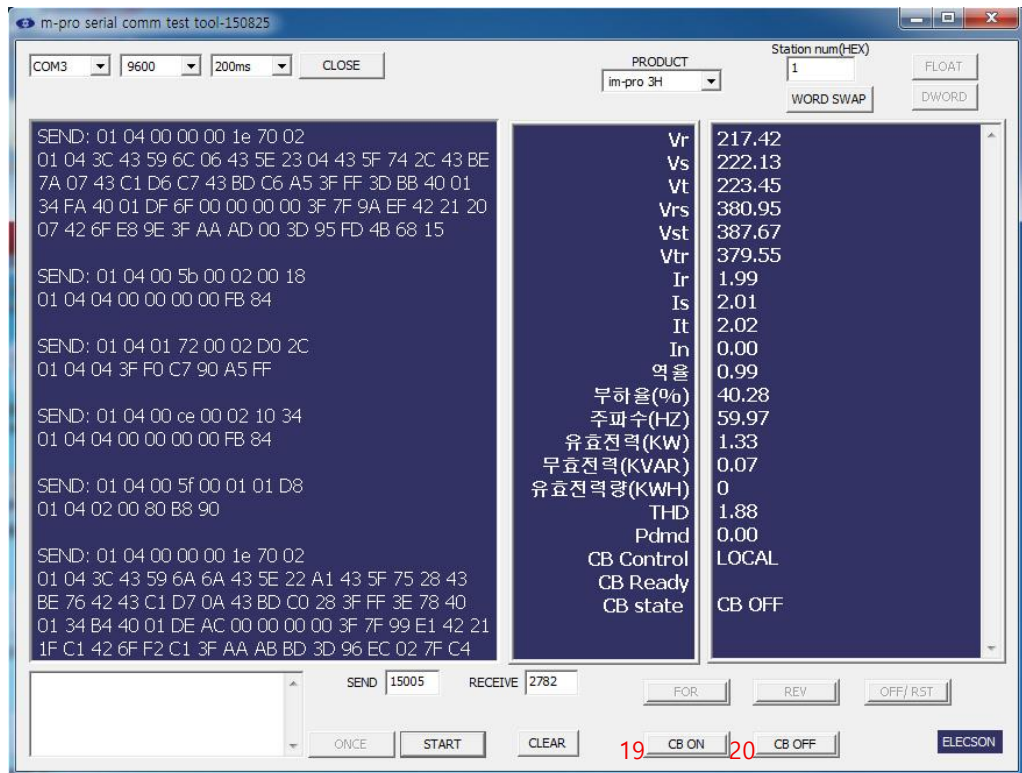 m-pro serial comm test tool-150825
COM3 9600 200ms CLOSE
PRODUCT
im-pro 3H
Station num(HEX)
1
WORD SWAP
FLOAT
DWORD
SEND: 01 04 00 00 00 1e 70 02
01 04 3C 43 59 6C 06 43 5E 23 04 43 5F 74 2C 43 BE
7A 07 43 C1 D6 C7 43 BD C6 A5 3F FF 3D BB 40 01
34 FA 40 01 DF 6F 00 00 00 00 3F 7F 9A EF 42 21 20
07 42 6F E8 9E 3F AA AD 00 3D 95 FD 4B 68 15
SEND: 01 04 00 5b 00 02 00 18
01 04 04 00 00 00 00 FB 84
SEND: 01 04 01 72 00 02 D0 2C
01 04 04 3F F0 C7 90 A5 FF
SEND: 01 04 00 ce 00 02 10 34
01 04 04 00 00 00 00 FB 84
SEND: 01 04 00 5f 00 01 01 D8
01 04 02 00 80 B8 90
SEND: 01 04 00 00 00 1e 70 02
01 04 3C 43 59 6A 6A 43 5E 22 A1 43 5F 75 28 43
BE 76 42 43 C1 D7 0A 43 BD C0 28 3F FF 3E 78 40
01 34 B4 40 01 DE AC 00 00 00 00 3F 7F 99 E1 42 21
1F C1 42 6F F2 C1 3F AA AB BD 3D 96 EC 02 7F C4
Vr 217.42
Vs 222.13
Vt 223.45
Vrs 380.95
Vst 387.67
Vtr 379.55
Ir 1.99
Is 2.01
It 2.02
In 0.00
역율 0.99
부하율(%) 40.28
주파수(HZ) 59.97
유효전력(KW) 1.33
무효전력(KVAR) 0.07
유효전력량(KWH) 0
THD 1.88
Pdmd 0.00
CB Control LOCAL
CB Ready
CB state CB OFF
SEND 15005 RECEIVE 2782
FOR REV OFF/RST
ONCE START CLEAR 19 CB ON 20 CB OFF ELECSON